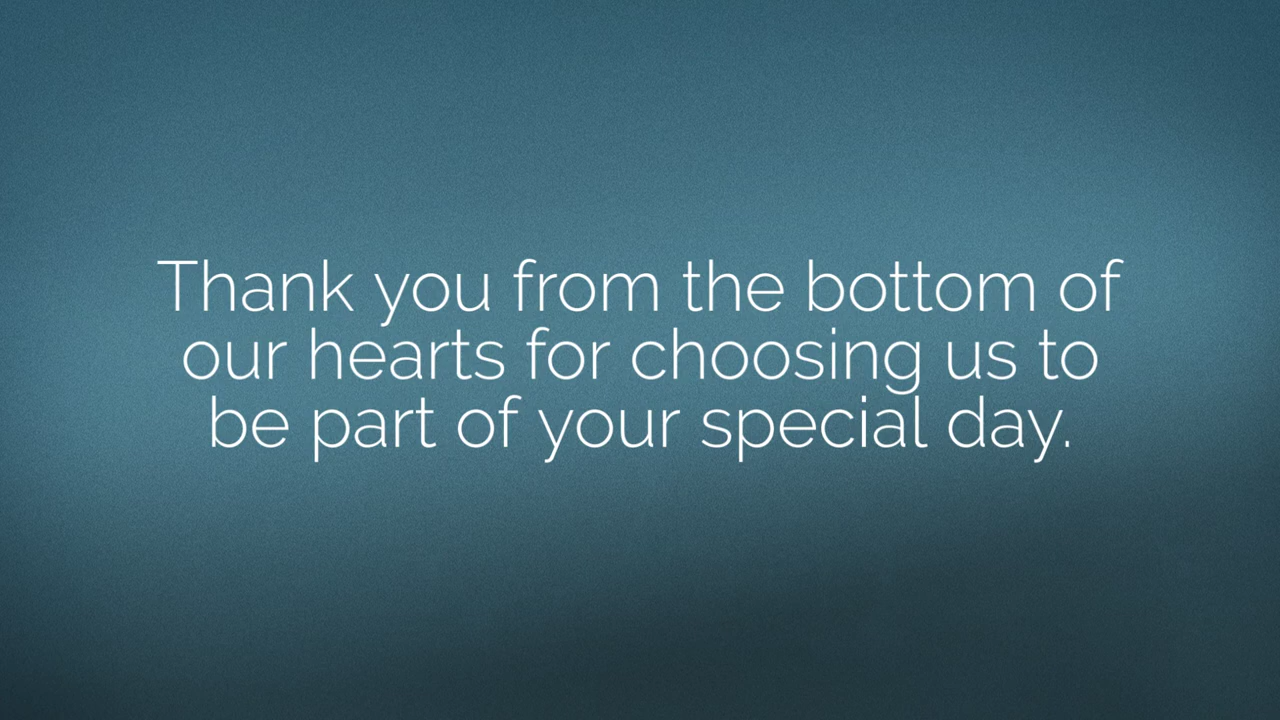 Thank you from the bottom of
our hearts for choosing us to
be part of your special day.